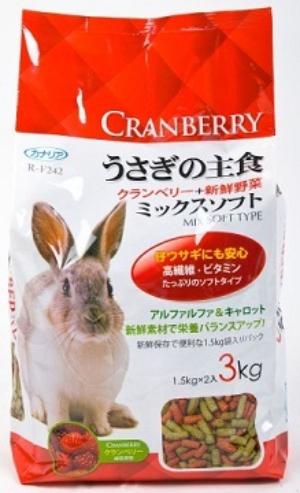 CRANBERRY
カナリア
R-F242
うさぎの主食
クランベリー+新鮮野菜
ミックスソフト
MIX SOFT TYPE
仔ウサギにも安心
高繊維・ビタミン
たっぷりのソフトタイプ
アルファルファ&キャロット
新鮮素材で栄養バランスアップ!
新鮮保存で便利な1.5kg袋入りパック
1.5kg×2入 3kg
CRANBERRY
クランベリー